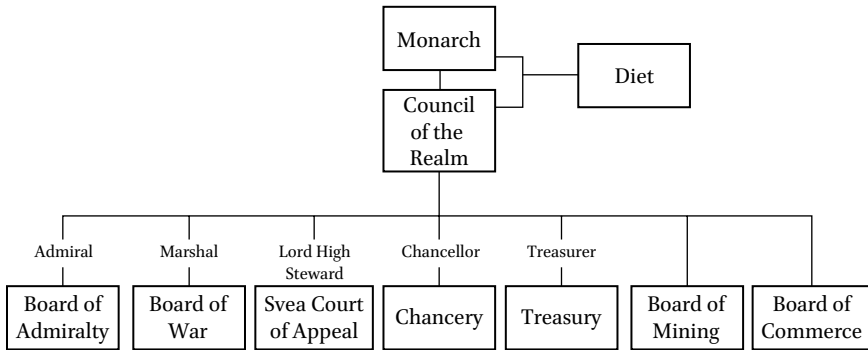 Monarch
Diet
Council
of the
Realm
Admiral
Marshal
Lord High
Steward
Chancellor
Treasurer
Board of
Admiralty
Board of
War
Svea Court
of Appeal
Chancery
Treasury
Board of
Mining
Board of
Commerce